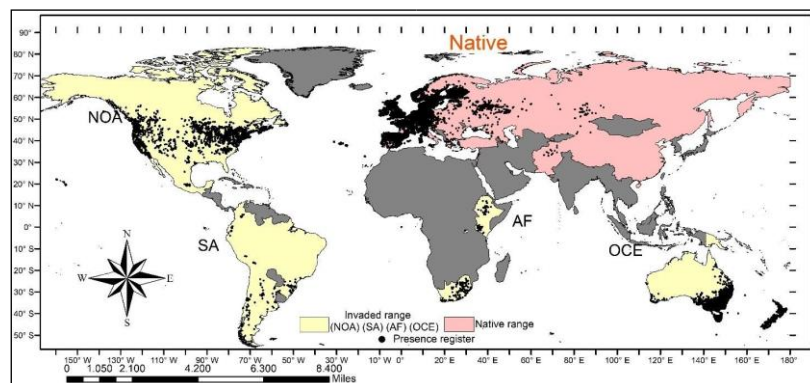 Native
90°
80° N
70° N
60° N
50° N
40° N
30° N
20° N
10° N
0°
10° S
20° S
30° S
40° S
50° S
NOA
SA
AF
OCE
N
W E
S
Invaded range
(NOA) (SA) (AF) (OCE)
Native range
Presence register
150° W 130° W 110° W 90° W 70° W 50° W 30° W 20° W 0° 20° E 40° E 60° E 80° E 100° E 120° E 140° E 160° E 180°
0 1.050 2.100 4.200 6.300 8.400
Miles